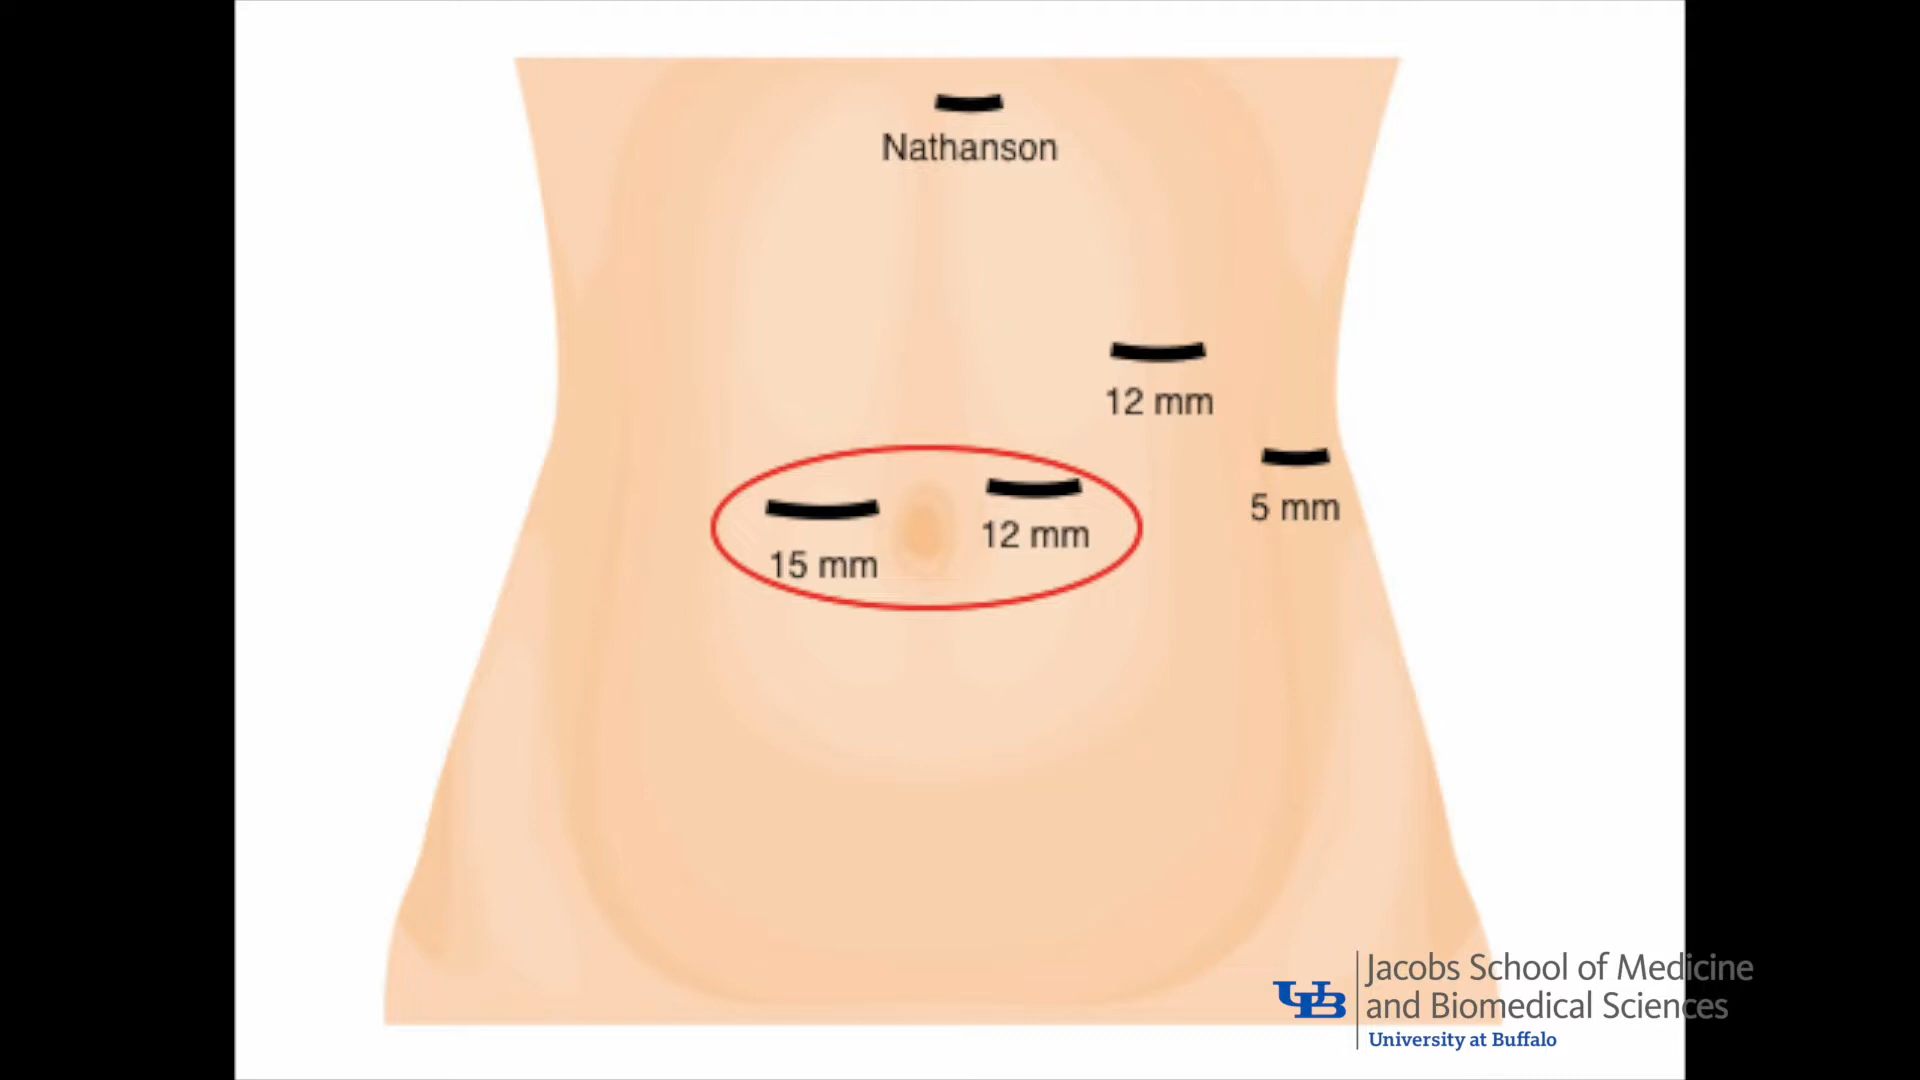 Nathanson
12 mm
5 mm
12 mm
15 mm
Jacobs School of Medicine
and Biomedical Sciences
UB
University at Buffalo